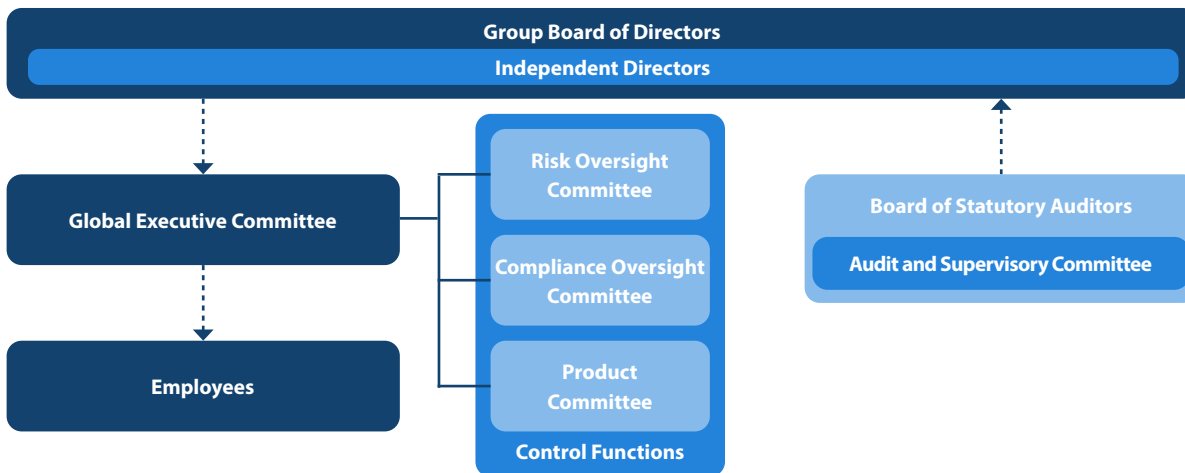 Group Board of Directors
Independent Directors
Global Executive Committee
Employees
Risk Oversight
Committee
Compliance Oversight
Committee
Product
Committee
Control Functions
Board of Statutory Auditors
Audit and Supervisory Committee